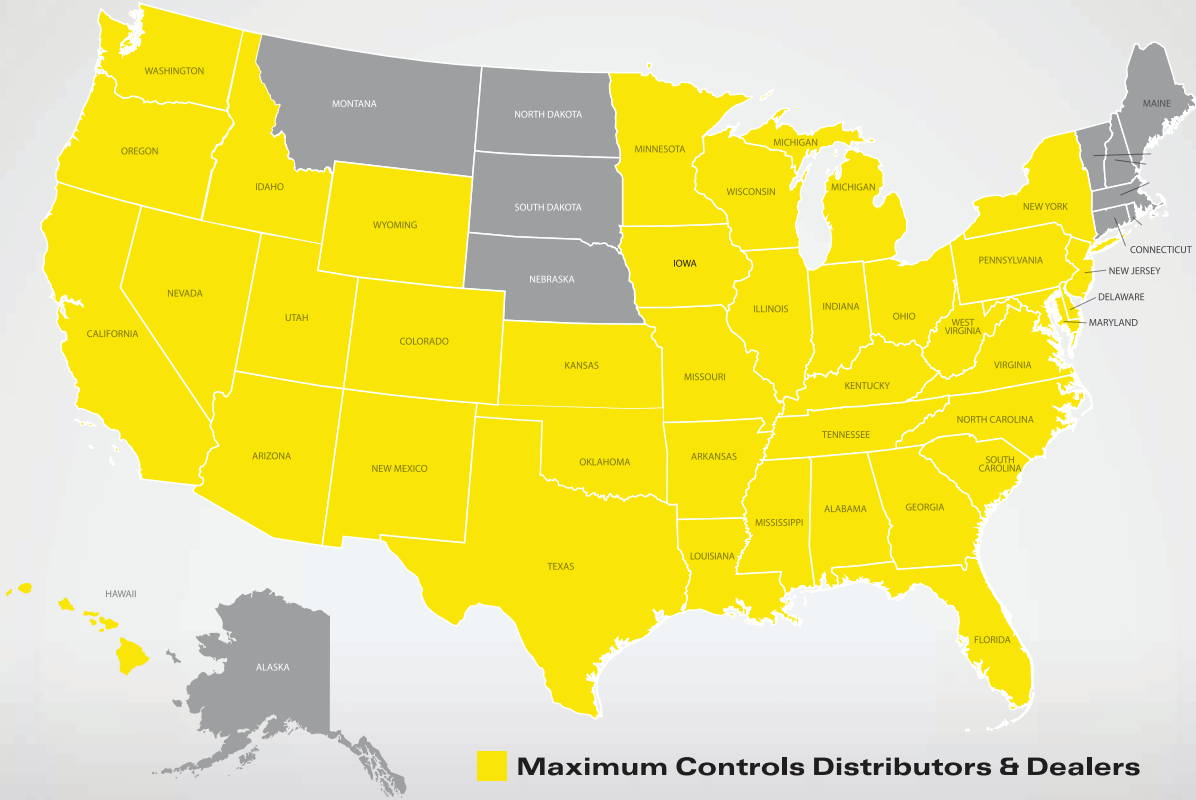 WASHINGTON
MONTANA
NORTH DAKOTA
MAINE
OREGON
MINNESOTA
MICHIGAN
IDAHO
WISCONSIN
MICHIGAN
SOUTH DAKOTA
NEW YORK
WYOMING
CONNECTICUT
PENNSYLVANIA
IOWA
NEW JERSEY
NEBRASKA
NEVADA
DELAWARE
ILLINOIS
INDIANA
OHIO
UTAH
WEST
VIRGINIA
MARYLAND
CALIFORNIA
COLORADO
KANSAS
VIRGINIA
MISSOURI
KENTUCKY
NORTH CAROLINA
TENNESSEE
ARIZONA
ARKANSAS
OKLAHOMA
SOUTH
CAROLINA
NEW MEXICO
GEORGIA
ALABAMA
MISSISSIPPI
LOUISIANA
TEXAS
HAWAII
FLORIDA
ALASKA
Maximum Controls Distributors & Dealers